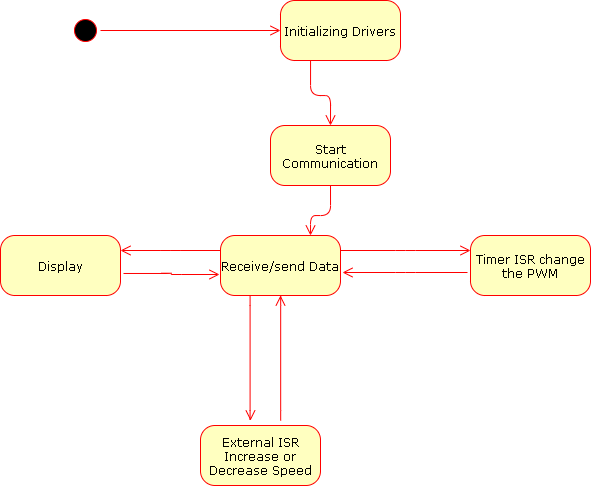 Initializing Drivers
Start
Communication
Display
Receive/send Data
Timer ISR change
the PWM
External ISR
Increase or
Decrease Speed